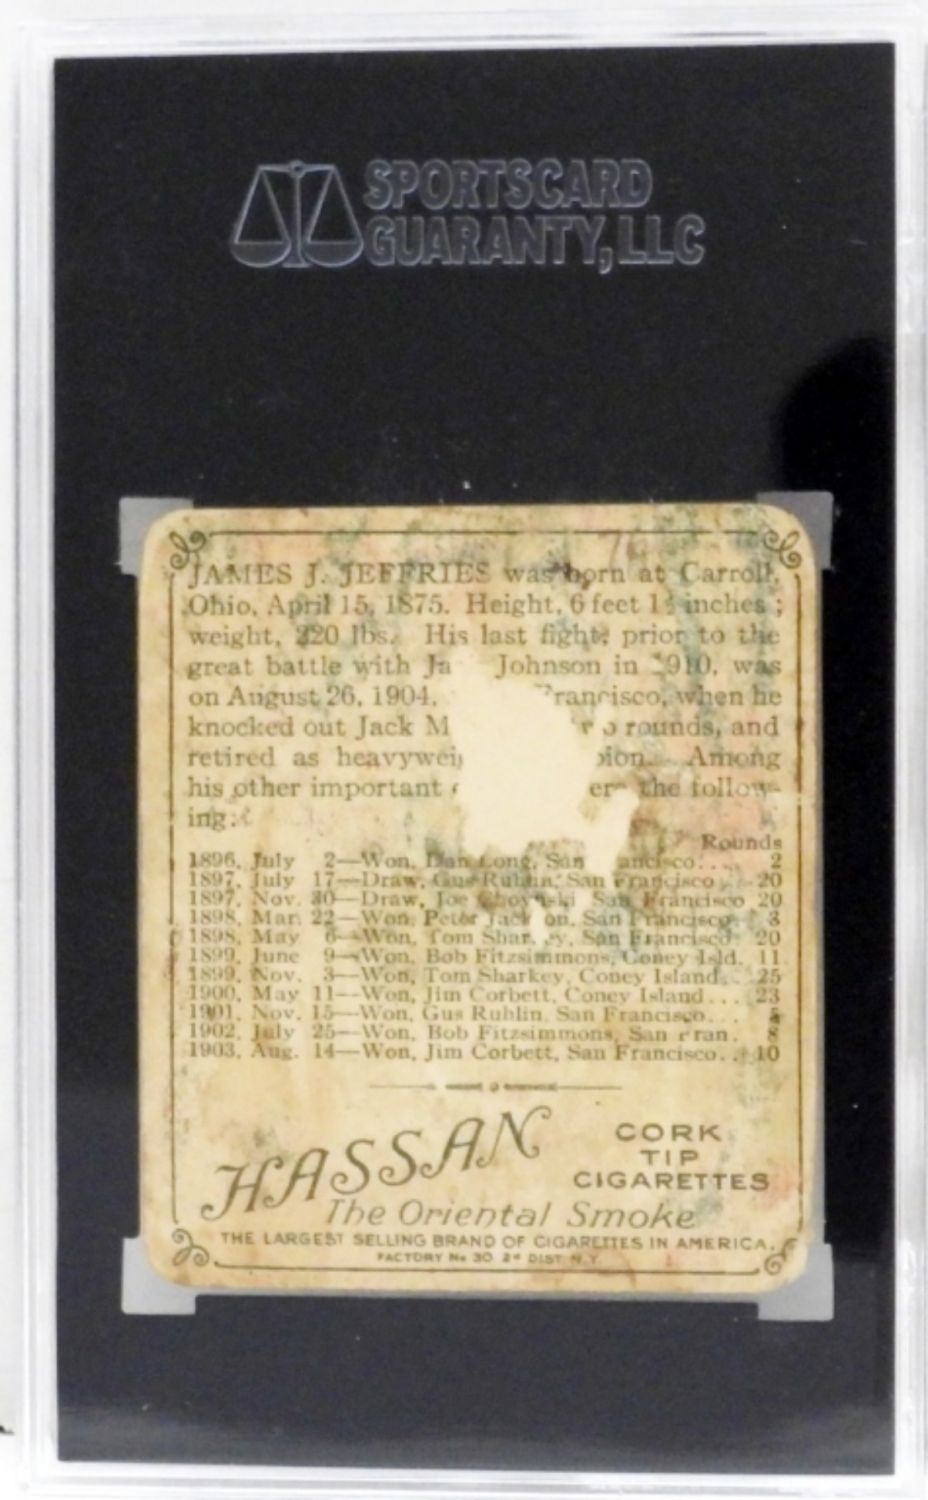 SPORTSCARD
GUARANTY, LLC
JAMES J. JEFFRIES was born at Carroll,
Ohio, April 15, 1875. Height, 6 feet 1½ inches;
weight, 220 lbs. His last fight, prior to the
great battle with Ja Johnson in 1910, was
on August 26, 1904, Francisco, when he
knocked out Jack M rounds, and
retired as heavywei pion. Among
his other important the follow-
ing:
Rounds
1896, July 2—Won, Dan Long, San ancisco.... 2
1897, July 17—Draw, Gus Ruhlin, San Francisco 20
1897, Nov. 30—Draw, Joe Choynski San Francisco 20
1898, Mar. 22—Won, Peter Jackson, San Francisco. 3
1898, May 6—Won, Tom Sharkey, San Francisco 20
1899, June 9—Won, Bob Fitzsimmons, Coney Isld. 11
1899, Nov. 3—Won, Tom Sharkey, Coney Island.. 25
1900, May 11—Won, Jim Corbett, Coney Island... 23
1901, Nov. 15—Won, Gus Ruhlin, San Francisco... 5
1902, July 25—Won, Bob Fitzsimmons, San Fran. 8
1903, Aug. 14—Won, Jim Corbett, San Francisco.. 10
HASSAN
CORK
TIP
CIGARETTES
The Oriental Smoke
THE LARGEST SELLING BRAND OF CIGARETTES IN AMERICA.
FACTORY No 30 2d DIST. N.Y.